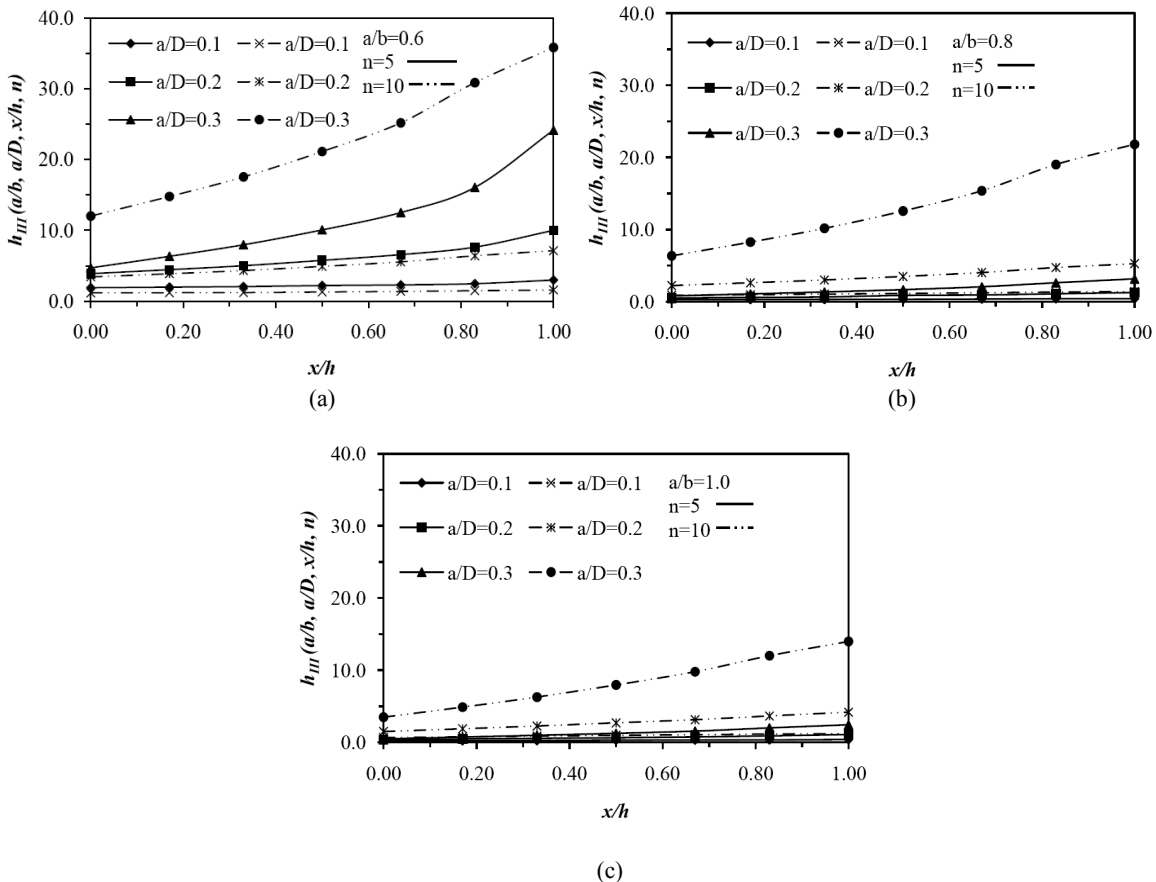 (a)
h_III (a/b, a/D, x/h, n)
40.0
30.0
20.0
10.0
0.0
a/D=0.1 a/D=0.1 a/b=0.6
n=5
a/D=0.2 a/D=0.2 n=10
a/D=0.3 a/D=0.3
0.00 0.20 0.40 0.60 0.80 1.00
x/h
(a)
(b)
h_III (a/b, a/D, x/h, n)
40.0
30.0
20.0
10.0
0.0
a/D=0.1 a/D=0.1 a/b=0.8
n=5
a/D=0.2 a/D=0.2 n=10
a/D=0.3 a/D=0.3
0.00 0.20 0.40 0.60 0.80 1.00
x/h
(b)
h_III (a/b, a/D, x/h, n)
40.0
30.0
20.0
10.0
0.0
a/D=0.1 a/D=0.1 a/b=1.0
n=5
a/D=0.2 a/D=0.2 n=10
a/D=0.3 a/D=0.3
0.00 0.20 0.40 0.60 0.80 1.00
x/h
(c)